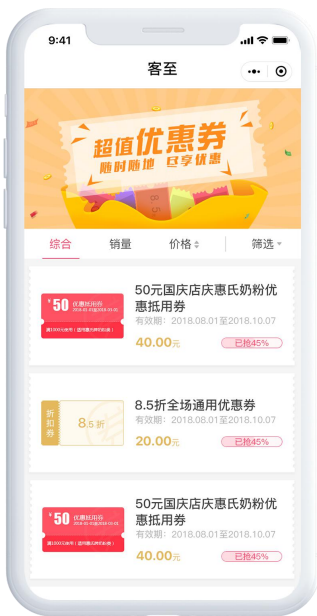 9:41
客至
超值优惠券
随时随地 尽享优惠
综合 销量 价格 筛选
¥50 优惠抵用券
50元国庆店庆惠氏奶粉优
惠抵用券
有效期：2018.08.01至2018.10.07
40.00元 已抢45%
折扣券
8.5 折
8.5折全场通用优惠券
有效期：2018.08.01至2018.10.07
20.00元 已抢45%
¥50 优惠抵用券
50元国庆店庆惠氏奶粉优
惠抵用券
有效期：2018.08.01至2018.10.07
40.00元 已抢45%